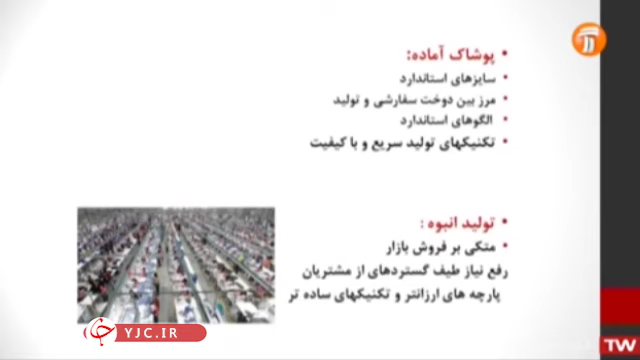 • پوشاک آماده:
• سایزهای استاندارد
• مرز بین دوخت سفارشی و تولید
• الگوهای استاندارد
• تکنیکهای تولید سریع و با کیفیت
• تولید انبوه :
• متکی بر فروش بازار
رفع نیاز طیف گستردهای از مشتریان
پارچه های ارزانتر و تکنیکهای ساده تر
YJC.IR
TW